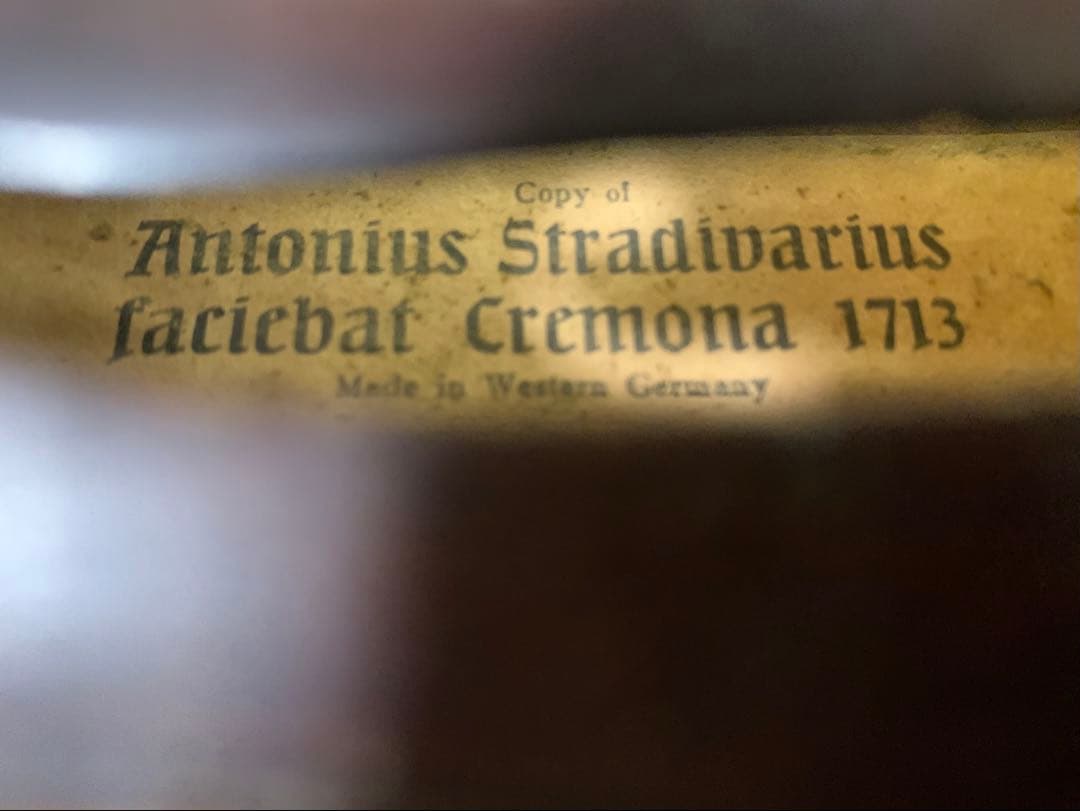 Copy of
Antonius Stradivarius
faciebat Cremona 1713
Made in Western Germany